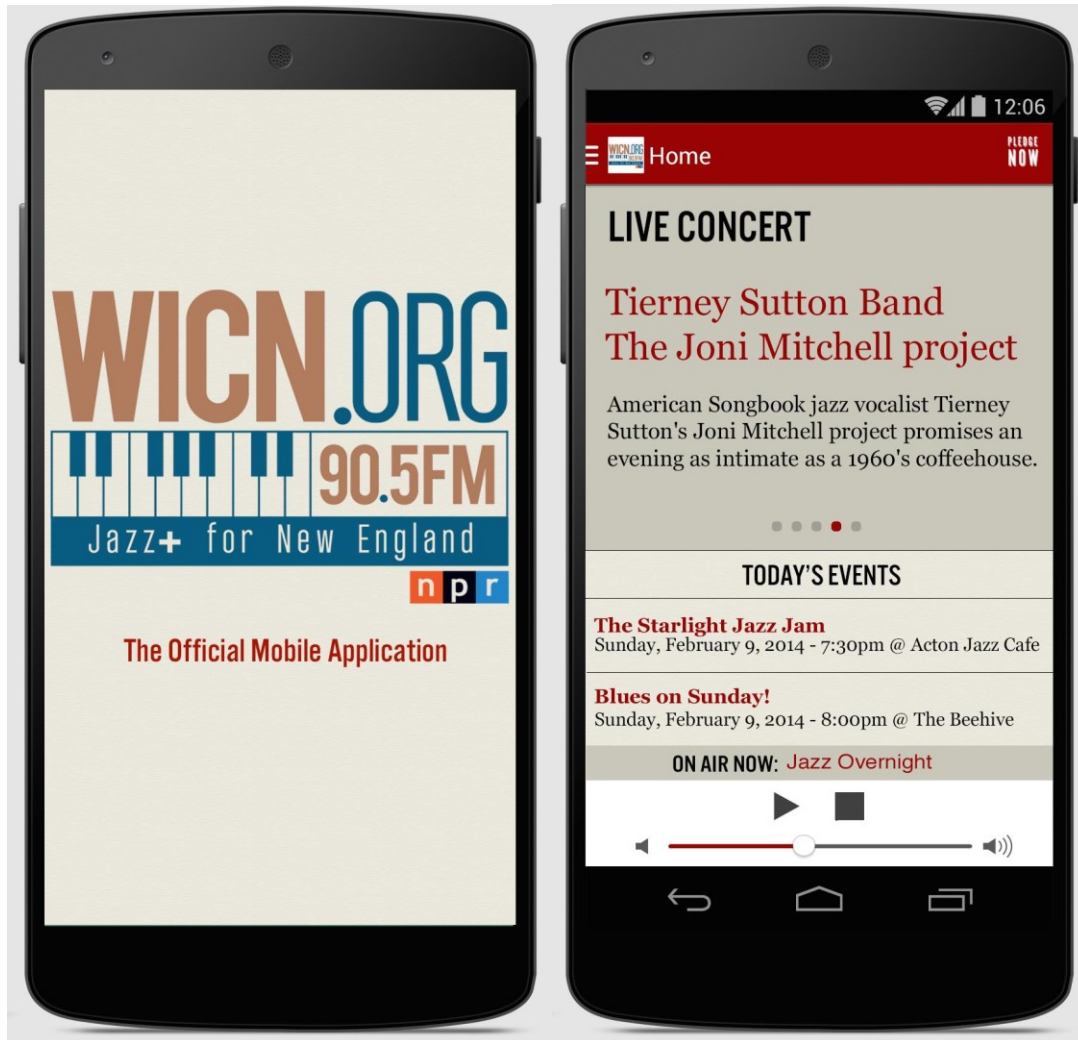 WICN.ORG
90.5FM
Jazz+ for New England
npr
The Official Mobile Application
12:06
WICN.ORG
Home
PLEDGE
NOW
LIVE CONCERT
Tierney Sutton Band
The Joni Mitchell project
American Songbook jazz vocalist Tierney
Sutton's Joni Mitchell project promises an
evening as intimate as a 1960's coffeehouse.
TODAY'S EVENTS
The Starlight Jazz Jam
Sunday, February 9, 2014 - 7:30pm @ Acton Jazz Cafe
Blues on Sunday!
Sunday, February 9, 2014 - 8:00pm @ The Beehive
ON AIR NOW: Jazz Overnight